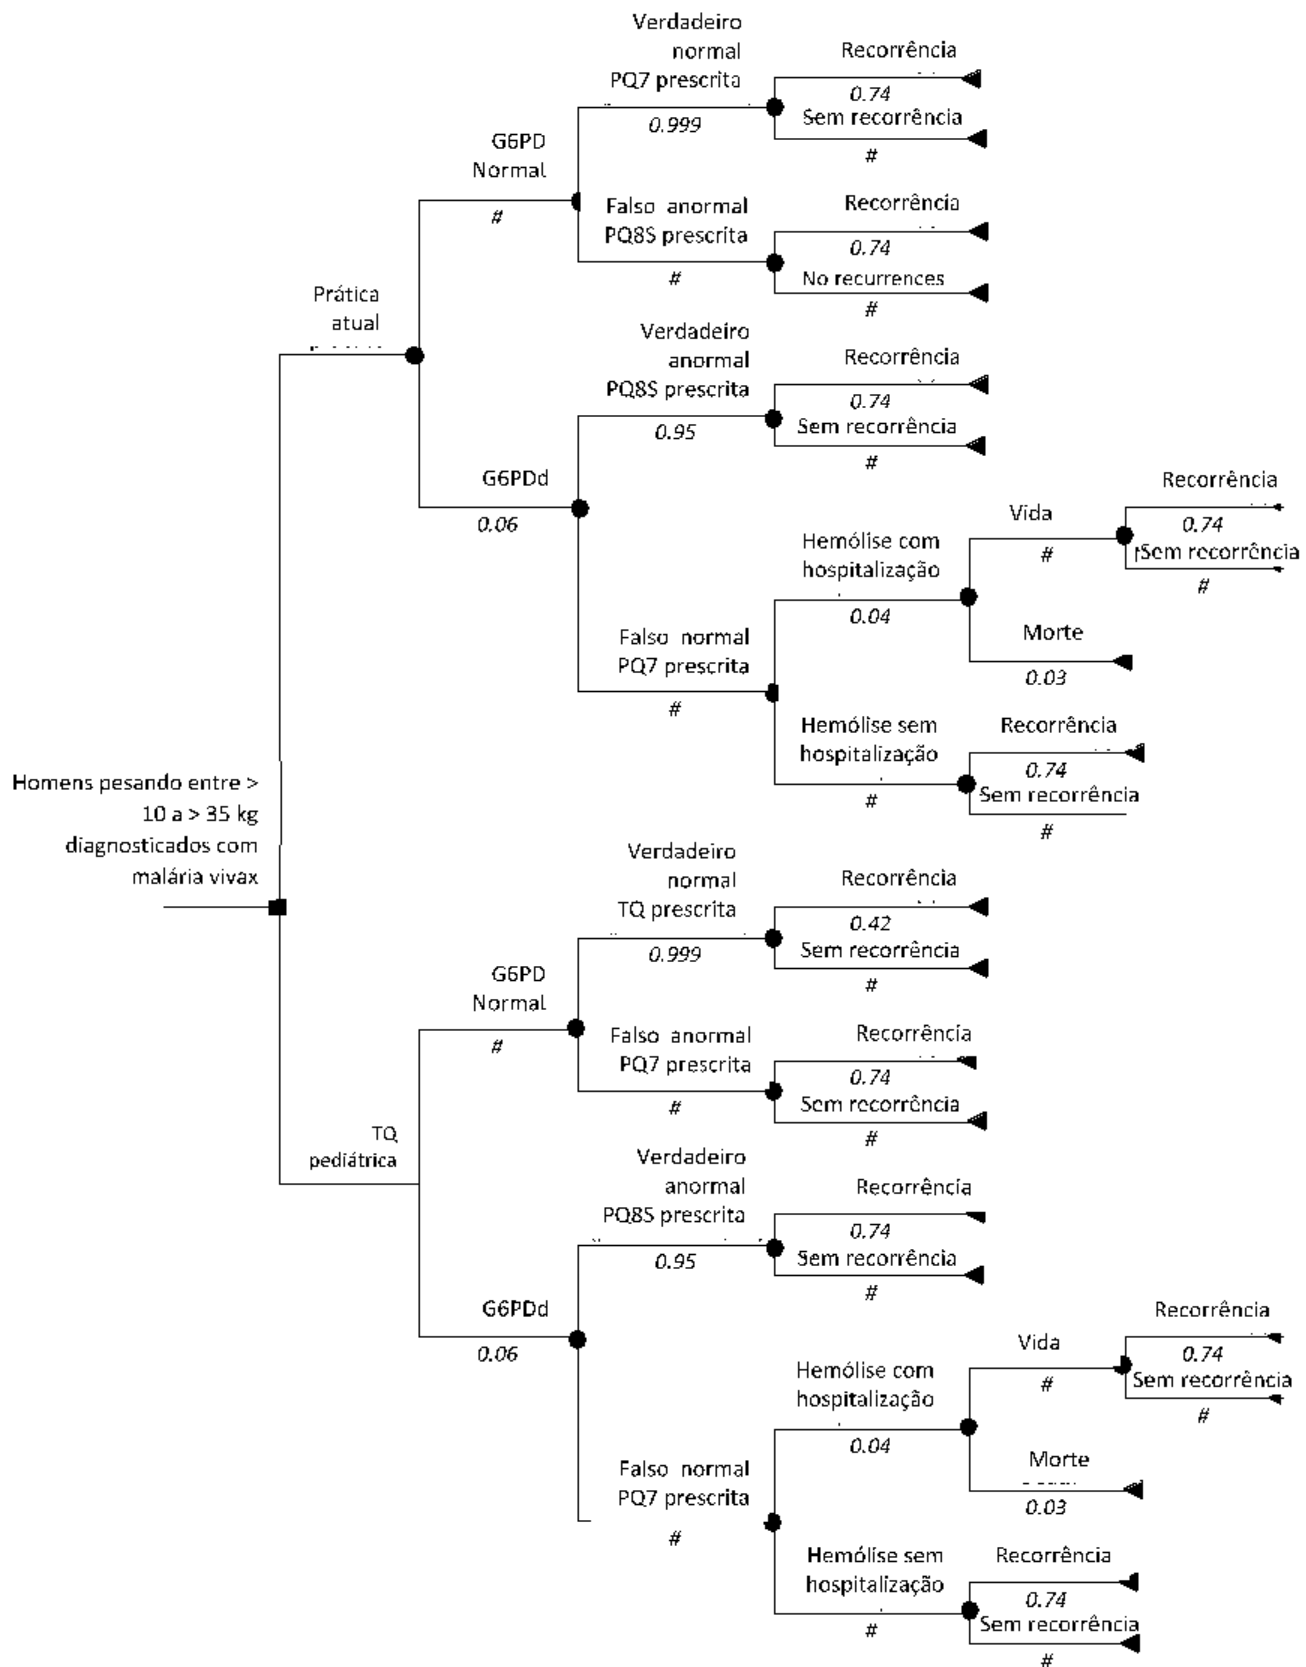 Verdadeiro
normal
PQ7 prescrita
0.999
Recorrência
0.74
Sem recorrência
#
G6PD
Normal
#
Falso anormal
PQ8S prescrita
#
Recorrência
0.74
No recurrences
#
Prática
atual
Verdadeiro
anormal
PQ8S prescrita
0.95
Recorrência
0.74
Sem recorrência
#
G6PDd
0.06
Falso normal
PQ7 prescrita
#
Hemólise com
hospitalização
0.04
Vida
#
Recorrência
0.74
Sem recorrência
#
Morte
0.03
Hemólise sem
hospitalização
#
Recorrência
0.74
Sem recorrência
#
Homens pesando entre >
10 a > 35 kg
diagnosticados com
malária vivax
Verdadeiro
normal
TQ prescrita
0.999
Recorrência
0.42
Sem recorrência
#
G6PD
Normal
#
Falso anormal
PQ7 prescrita
#
Recorrência
0.74
Sem recorrência
#
TQ
pediátrica
Verdadeiro
anormal
PQ8S prescrita
0.95
Recorrência
0.74
Sem recorrência
#
G6PDd
0.06
Falso normal
PQ7 prescrita
#
Hemólise com
hospitalização
0.04
Vida
#
Recorrência
0.74
Sem recorrência
#
Morte
0.03
Hemólise sem
hospitalização
#
Recorrência
0.74
Sem recorrência
#